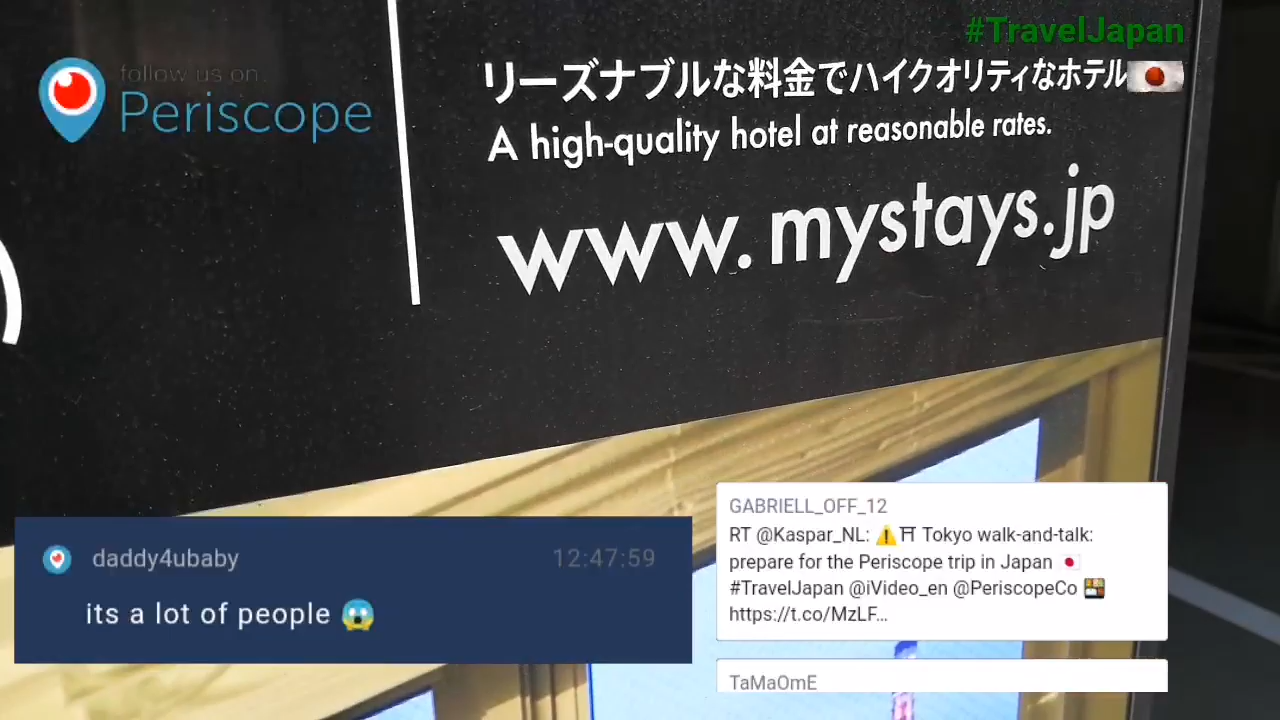 #TravelJapan
follow us on
Periscope
リーズナブルな料金でハイクオリティなホテル
A high-quality hotel at reasonable rates.
www.mystays.jp
daddy4ubaby 12:47:59
its a lot of people 😱
GABRIELL_OFF_12
RT @Kaspar_NL: ⚠️⛩ Tokyo walk-and-talk:
prepare for the Periscope trip in Japan 🇯🇵
#TravelJapan @iVideo_en @PeriscopeCo 🍱
https://t.co/MzLF…
TaMaOmE